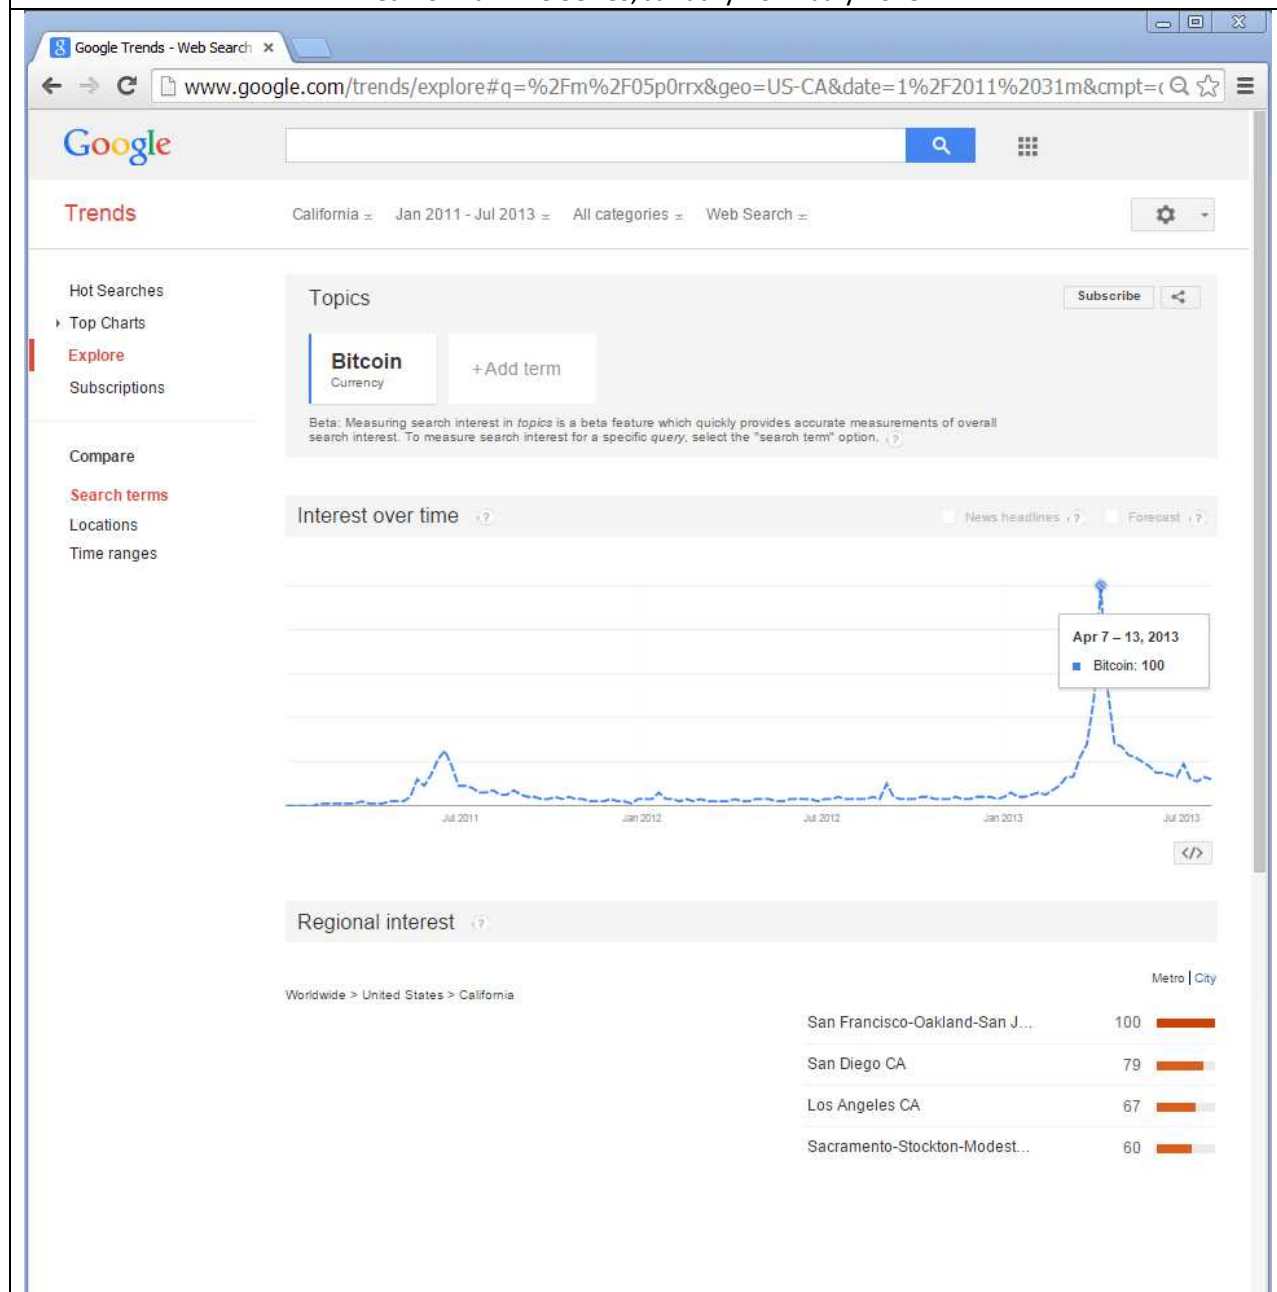 Google Trends - Web Search ×
www.google.com/trends/explore#q=%2Fm%2F05p0rrx&geo=US-CA&date=1%2F2011%2031m&cmpt=
Google
Trends
California Jan 2011 - Jul 2013 All categories Web Search
Hot Searches
Top Charts
Explore
Subscriptions
Compare
Search terms
Locations
Time ranges
Topics
Subscribe
Bitcoin
Currency
+Add term
Beta: Measuring search interest in topics is a beta feature which quickly provides accurate measurements of overall
search interest. To measure search interest for a specific query, select the "search term" option. ?
Interest over time ?
News headlines ? Forecast ?
Apr 7 – 13, 2013
Bitcoin: 100
Jul 2011 Jan 2012 Jul 2012 Jan 2013 Jul 2013
</>
Regional interest ?
Metro | City
Worldwide > United States > California
San Francisco-Oakland-San J... 100
San Diego CA 79
Los Angeles CA 67
Sacramento-Stockton-Modest... 60